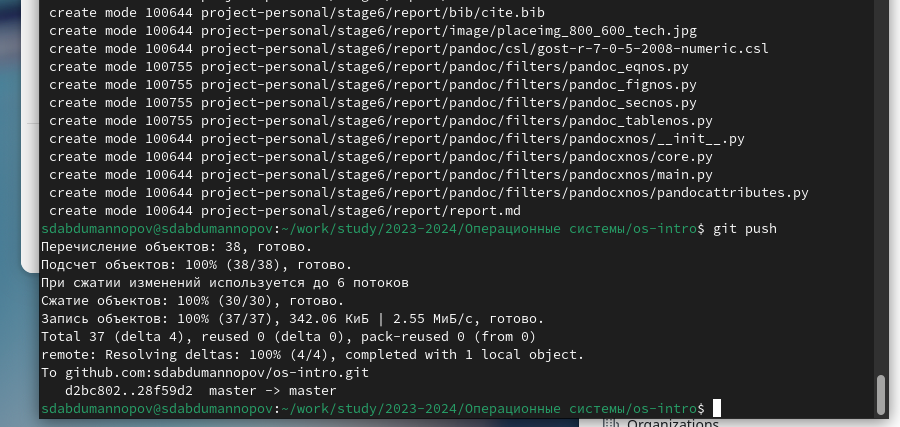 create mode 100644 project-personal/stage6/report/bib/cite.bib
create mode 100644 project-personal/stage6/report/image/placeimg_800_600_tech.jpg
create mode 100644 project-personal/stage6/report/pandoc/csl/gost-r-7-0-5-2008-numeric.csl
create mode 100755 project-personal/stage6/report/pandoc/filters/pandoc_eqnos.py
create mode 100755 project-personal/stage6/report/pandoc/filters/pandoc_fignos.py
create mode 100755 project-personal/stage6/report/pandoc/filters/pandoc_secnos.py
create mode 100755 project-personal/stage6/report/pandoc/filters/pandoc_tablenos.py
create mode 100644 project-personal/stage6/report/pandoc/filters/pandocxnos/__init__.py
create mode 100644 project-personal/stage6/report/pandoc/filters/pandocxnos/core.py
create mode 100644 project-personal/stage6/report/pandoc/filters/pandocxnos/main.py
create mode 100644 project-personal/stage6/report/pandoc/filters/pandocxnos/pandocattributes.py
create mode 100644 project-personal/stage6/report/report.md
sdabdumannopov@sdabdumannopov:~/work/study/2023-2024/Операционные системы/os-intro$ git push
Перечисление объектов: 38, готово.
Подсчет объектов: 100% (38/38), готово.
При сжатии изменений используется до 6 потоков
Сжатие объектов: 100% (30/30), готово.
Запись объектов: 100% (37/37), 342.06 КиБ | 2.55 МиБ/с, готово.
Total 37 (delta 4), reused 0 (delta 0), pack-reused 0 (from 0)
remote: Resolving deltas: 100% (4/4), completed with 1 local object.
To github.com:sdabdumannopov/os-intro.git
d2bc802..28f59d2  master -> master
sdabdumannopov@sdabdumannopov:~/work/study/2023-2024/Операционные системы/os-intro$
Organizations